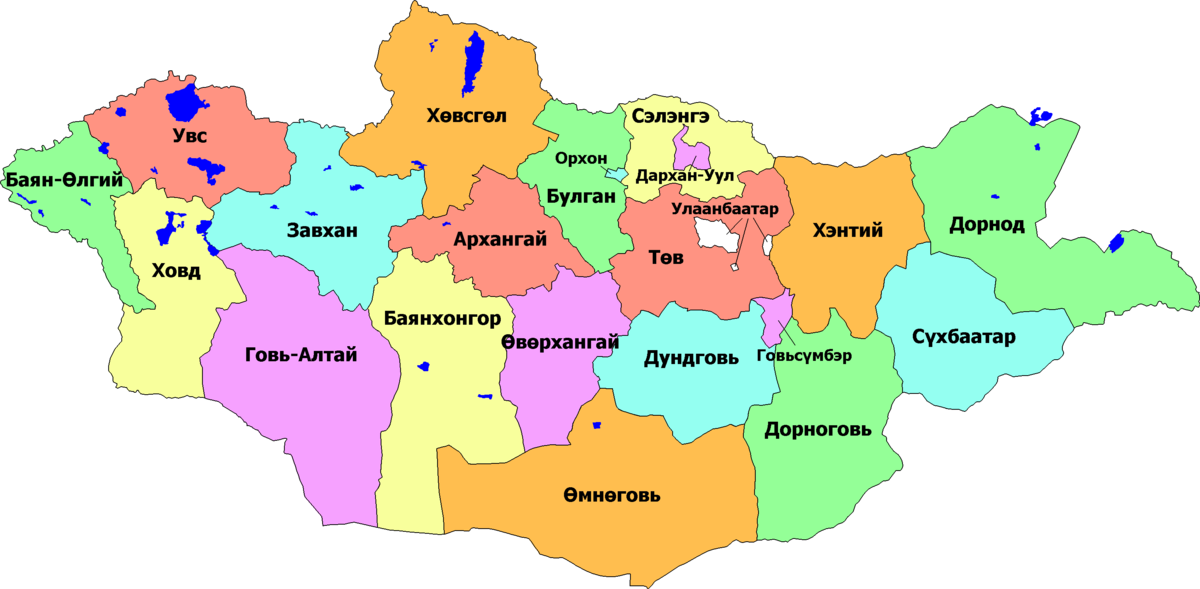 Хөвсгөл
Сэлэнгэ
Увс
Орхон
Дархан-Уул
Баян-Өлгий
Булган
Улаанбаатар
Дорнод
Завхан
Хэнтий
Архангай
Төв
Ховд
Баянхонгор
Өвөрхангай
Сүхбаатар
Говь-Алтай
Дундговь
Говьсүмбэр
Дорноговь
Өмнөговь